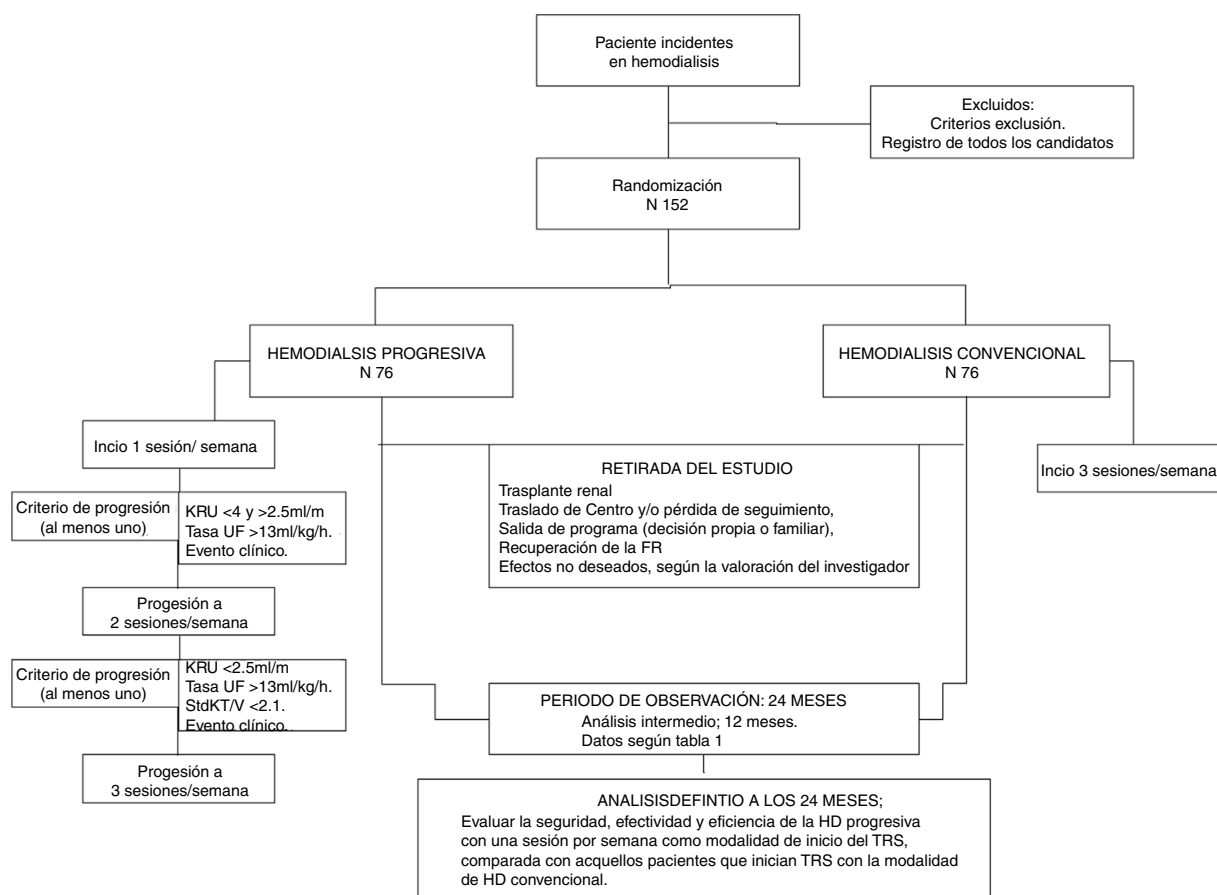 Paciente incidentes
en hemodialisis
Excluidos:
Criterios exclusión.
Registro de todos los candidatos
Randomización
N 152
HEMODIALSIS PROGRESIVA
N 76
HEMODIALISIS CONVENCIONAL
N 76
Incio 1 sesión/ semana
Incio 3 sesiones/semana
Criterio de progresión
(al menos uno)
KRU <4 y >2.5ml/m
Tasa UF >13ml/kg/h.
Evento clínico.
Progesión a
2 sesiones/semana
Criterio de progresión
(al menos uno)
KRU <2.5ml/m
Tasa UF >13ml/kg/h.
StdKT/V <2.1.
Evento clínico.
Progesión a
3 sesiones/semana
RETIRADA DEL ESTUDIO
Trasplante renal
Traslado de Centro y/o pérdida de seguimiento,
Salida de programa (decisión propia o familiar),
Recuperación de la FR
Efectos no deseados, según la valoración del investigador
PERIODO DE OBSERVACIÓN: 24 MESES
Análisis intermedio; 12 meses.
Datos según tabla 1
ANALISISDEFINTIO A LOS 24 MESES;
Evaluar la seguridad, efectividad y eficiencia de la HD progresiva
con una sesión por semana como modalidad de inicio del TRS,
comparada con acquellos pacientes que inician TRS con la modalidad
de HD convencional.